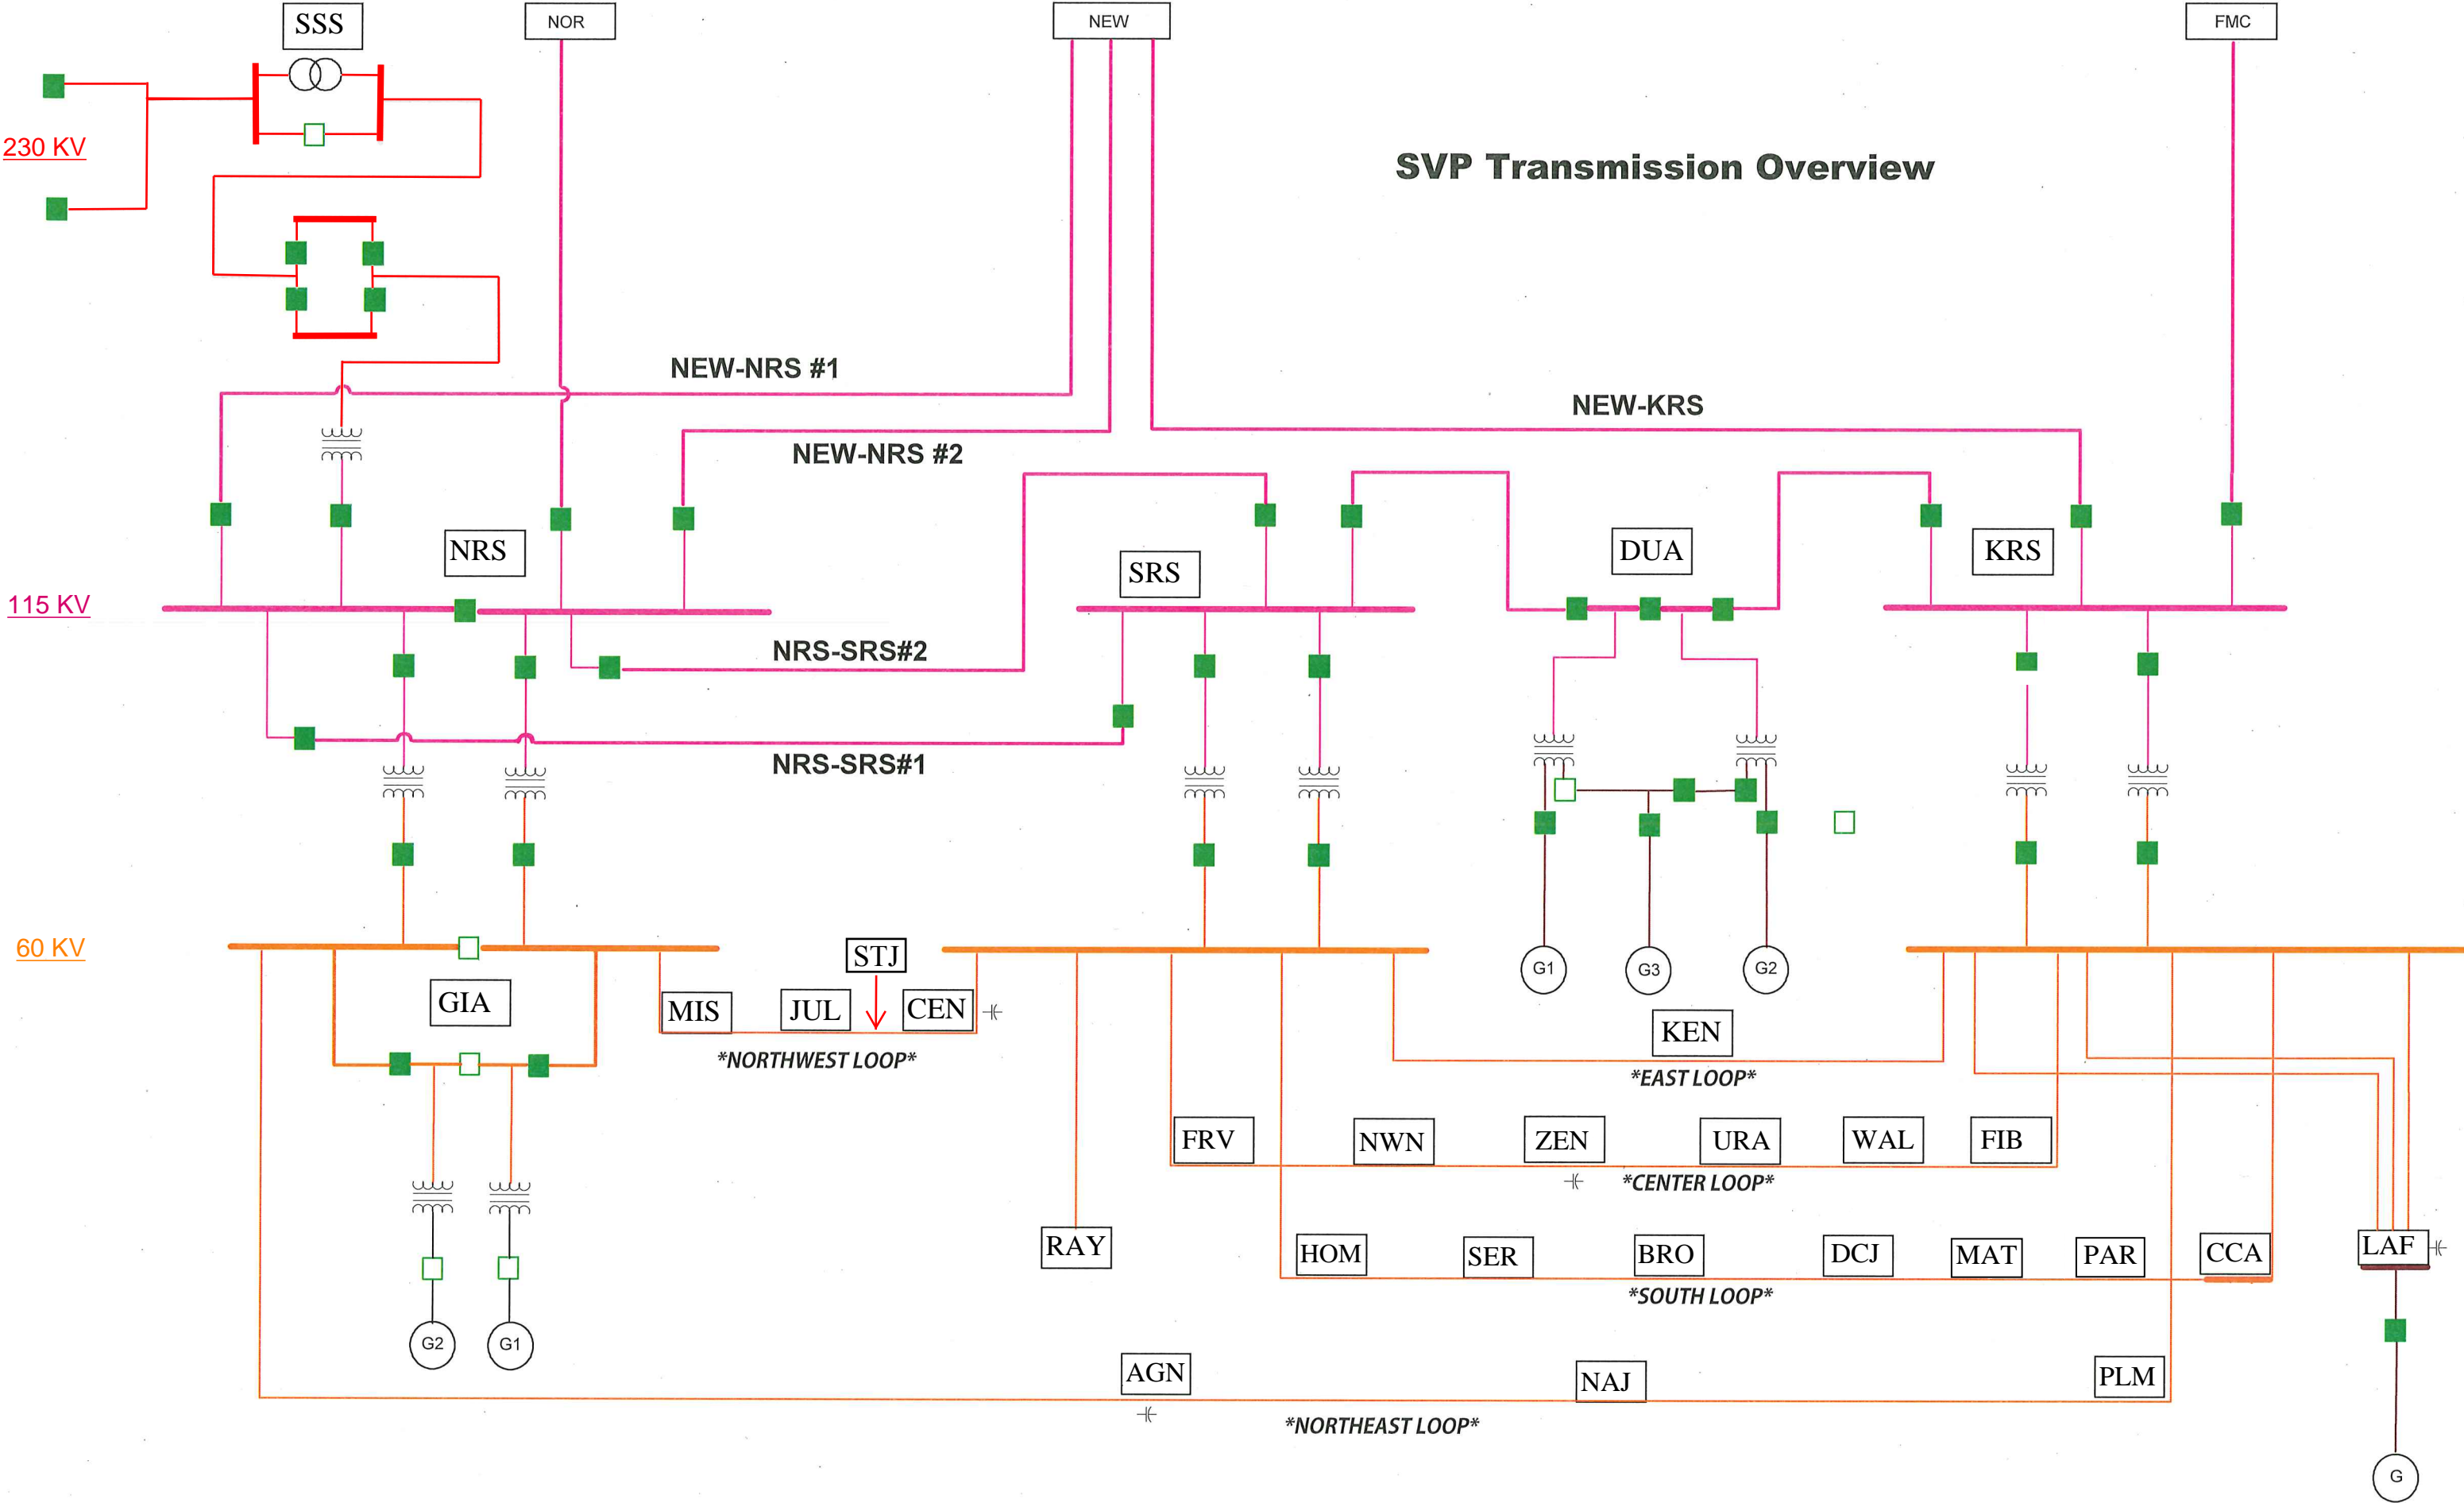 SSS
NOR
NEW
FMC
230 KV
SVP Transmission Overview
NEW-NRS #1
NEW-KRS
NEW-NRS #2
NRS
SRS
DUA
KRS
115 KV
NRS-SRS#2
NRS-SRS#1
60 KV
STJ
G1
G3
G2
GIA
MIS
JUL
CEN
KEN
*NORTHWEST LOOP*
*EAST LOOP*
FRV
NWN
ZEN
URA
WAL
FIB
*CENTER LOOP*
RAY
HOM
SER
BRO
DCJ
MAT
PAR
CCA
LAF
*SOUTH LOOP*
G2
G1
AGN
NAJ
PLM
*NORTHEAST LOOP*
G